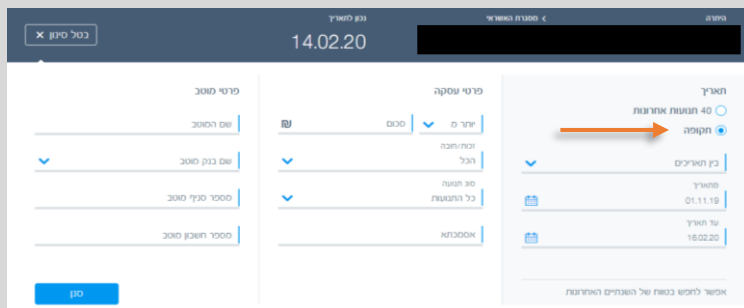 היתרה
מסגרת האשראי
נכון לתאריך
14.02.20
בטל סינון ✕
תאריך
40 תנועות אחרונות
תקופה
בין תאריכים
מתאריך
01.11.19
עד תאריך
16.02.20
אפשר לחפש בטווח של השנתיים האחרונות
פרטי עסקה
יותר מ
סכום
₪
זכות/חובה
הכל
סוג תנועה
כל התנועות
אסמכתא
פרטי מוטב
שם המוטב
שם בנק מוטב
מספר סניף מוטב
מספר חשבון מוטב
סנן